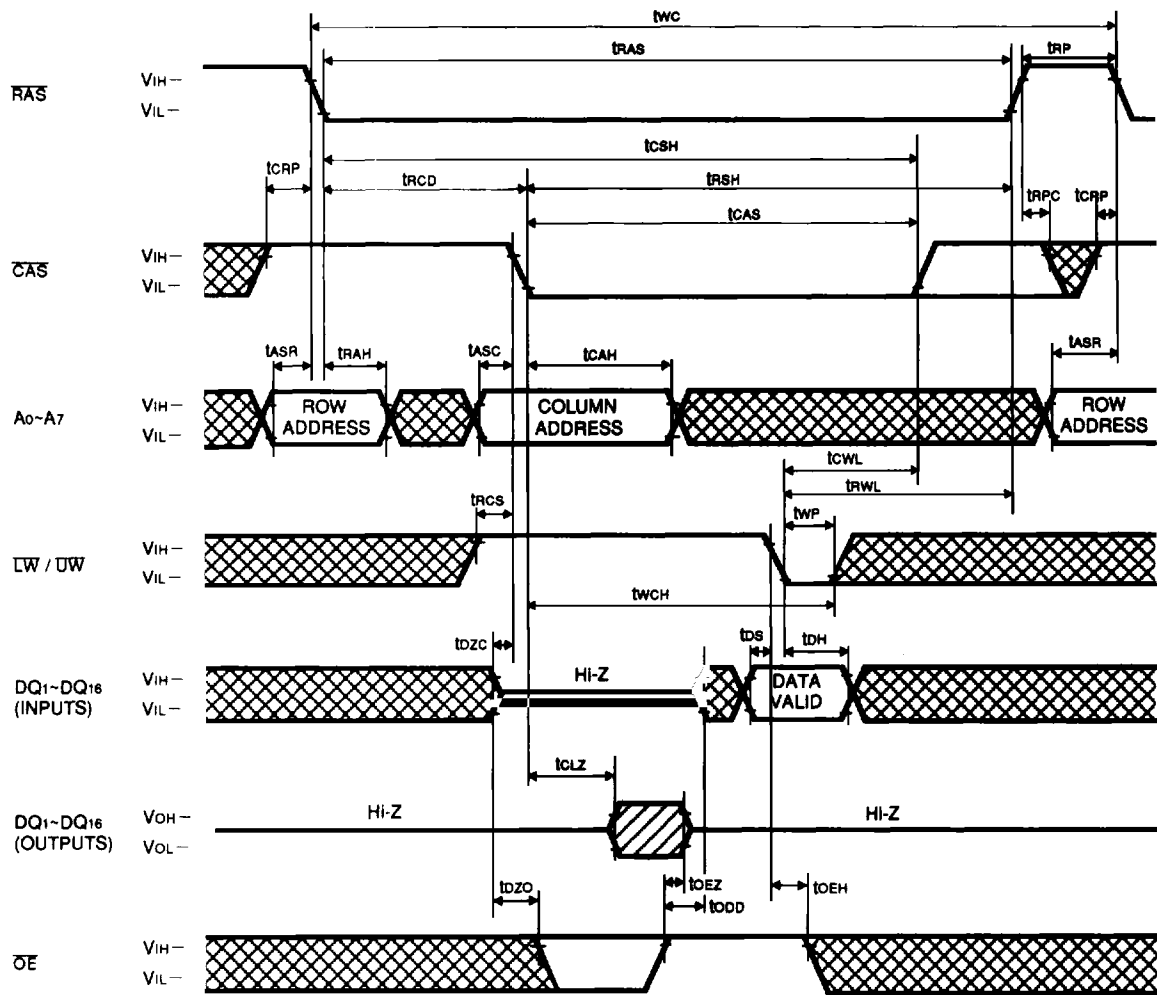 tWC
tRAS
tRP
RAS
VIH
VIL
tCSH
tCRP
tRCD
tRSH
tRPC
tCRP
tCAS
CAS
VIH
VIL
tASR
tRAH
tASC
tCAH
tASR
A0~A7
VIH
VIL
ROW
ADDRESS
COLUMN
ADDRESS
ROW
ADDRESS
tCWL
tRWL
tRCS
tWP
LW / UW
VIH
VIL
tWCH
tDZC
tDS
tDH
DQ1~DQ16
(INPUTS)
VIH
VIL
Hi-Z
DATA
VALID
tCLZ
DQ1~DQ16
(OUTPUTS)
VOH
VOL
Hi-Z
Hi-Z
tDZO
tOEZ
tODD
tOEH
OE
VIH
VIL